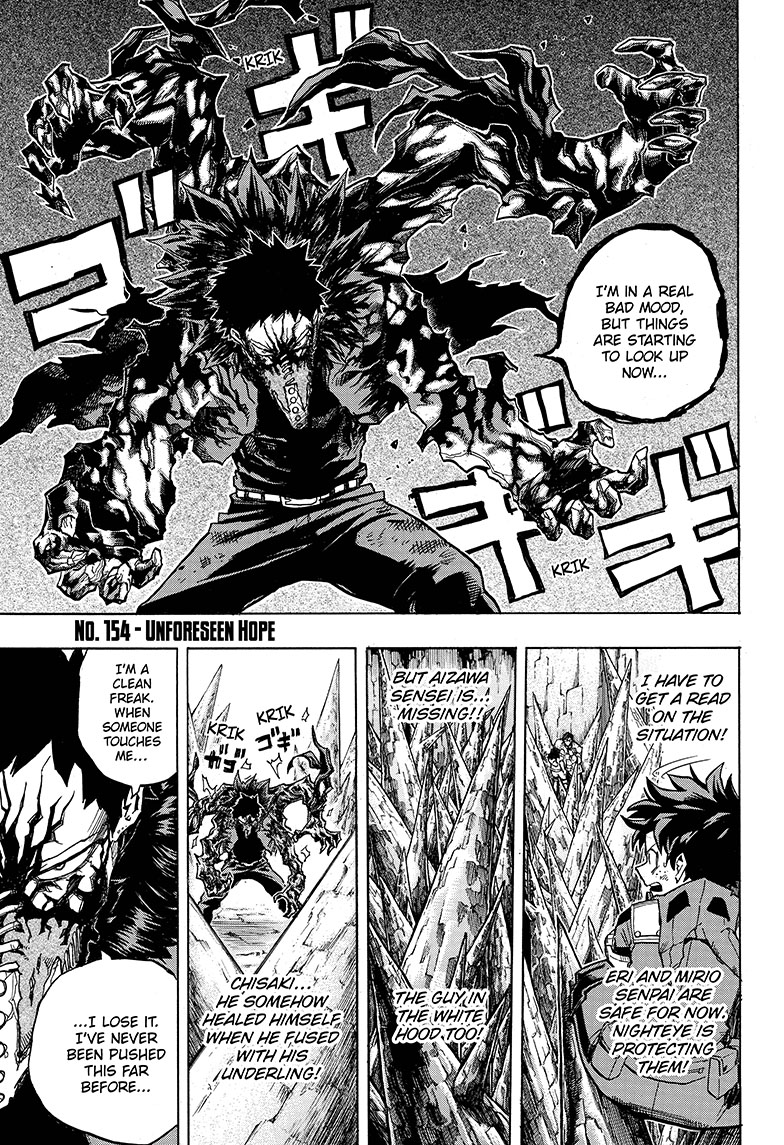 KRIK
ゴ
ギ
I'M IN A REAL
BAD MOOD,
BUT THINGS
ARE STARTING
TO LOOK UP
NOW...
ゴ
ギ
ギ
KRIK
NO. 154 - UNFORESEEN HOPE
I HAVE TO
GET A READ
ON THE
SITUATION!
ERI AND MIRIO
SENPAI ARE
SAFE FOR NOW.
NIGHTEYE IS
PROTECTING
THEM!
BUT AIZAWA
SENSEI IS...
MISSING!!
THE GUY IN
THE WHITE
HOOD TOO!
KRIK
KRIK
ゴギ
ゴギ
CHISAKI...
HE SOMEHOW
HEALED HIMSELF
WHEN HE FUSED
WITH HIS
UNDERLING!
I'M A
CLEAN
FREAK.
WHEN
SOMEONE
TOUCHES
ME...
...I LOSE IT.
I'VE NEVER
BEEN PUSHED
THIS FAR
BEFORE...